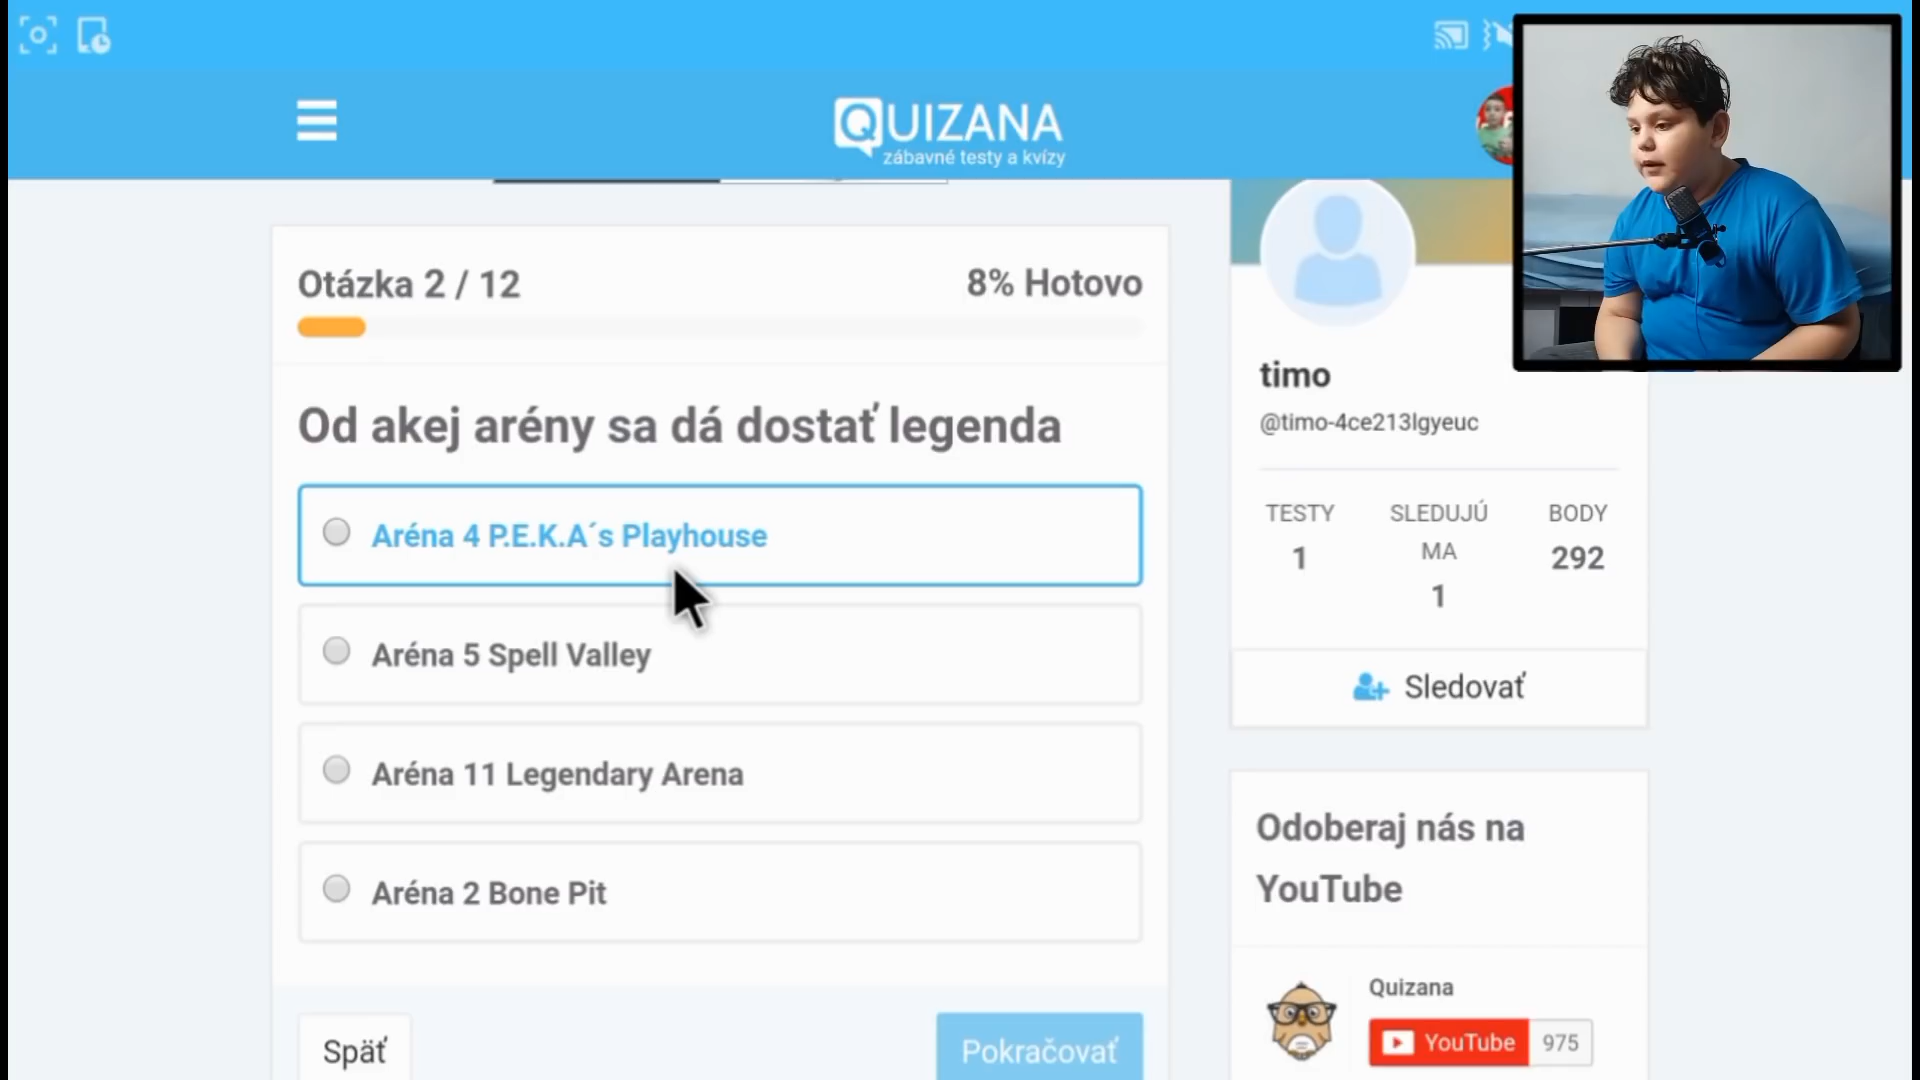 QUIZANA
zábavné testy a kvízy
Otázka 2 / 12
8% Hotovo
Od akej arény sa dá dostať legenda
Aréna 4 P.E.K.A´s Playhouse
Aréna 5 Spell Valley
Aréna 11 Legendary Arena
Aréna 2 Bone Pit
Späť
Pokračovať
timo
@timo-4ce213lgyeuc
TESTY
1
SLEDUJÚ
MA
1
BODY
292
Sledovať
Odoberaj nás na
YouTube
Quizana
YouTube
975